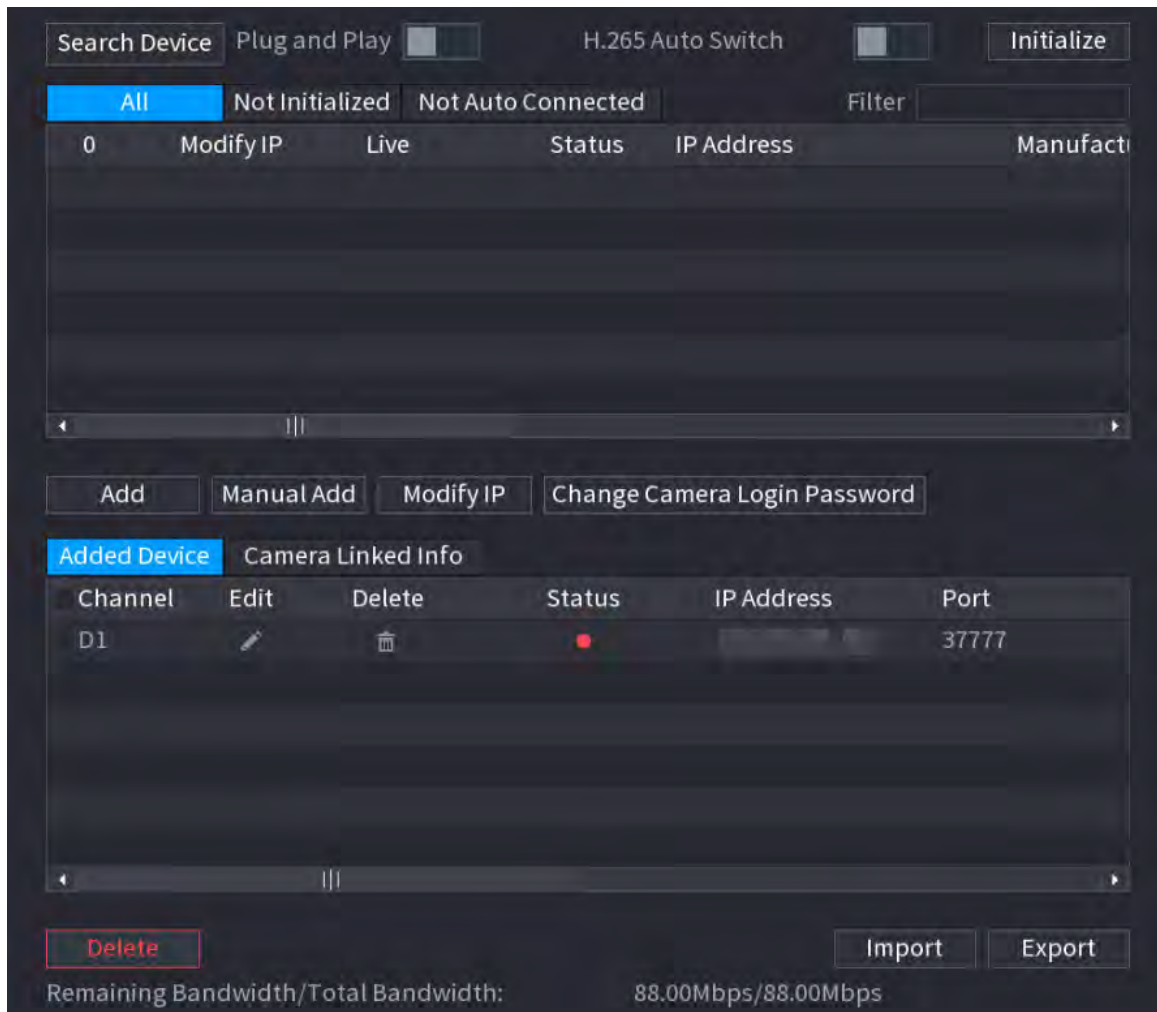 Search Device Plug and Play H.265 Auto Switch Initialize
All Not Initialized Not Auto Connected Filter
0 Modify IP Live Status IP Address Manufactu
Add Manual Add Modify IP Change Camera Login Password
Added Device Camera Linked Info
Channel Edit Delete Status IP Address Port
D1 37777
Delete Import Export
Remaining Bandwidth/Total Bandwidth: 88.00Mbps/88.00Mbps